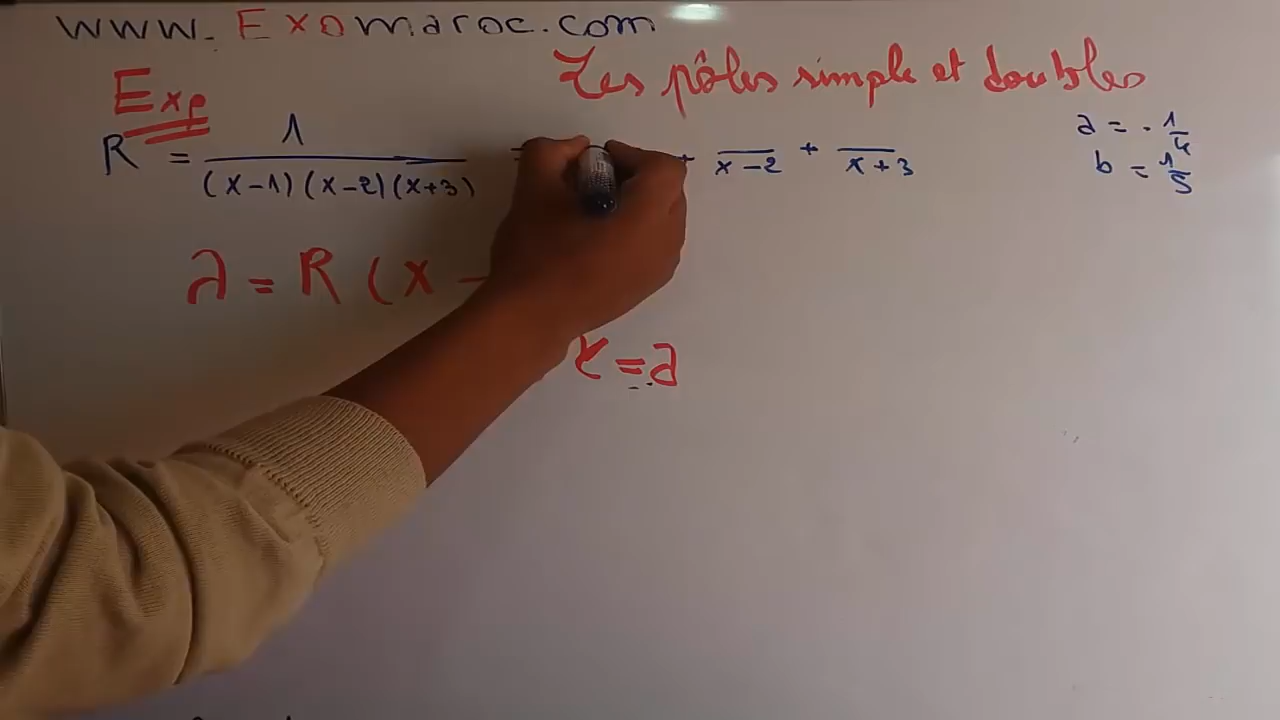 www.Exomaroc.com
Les pôles simple et doubles
Exp
R = 1 / (x-1)(x-2)(x+3) + / x-2 + / x+3
a = - 1/4
b = 1/5
λ = R (x -
x = a